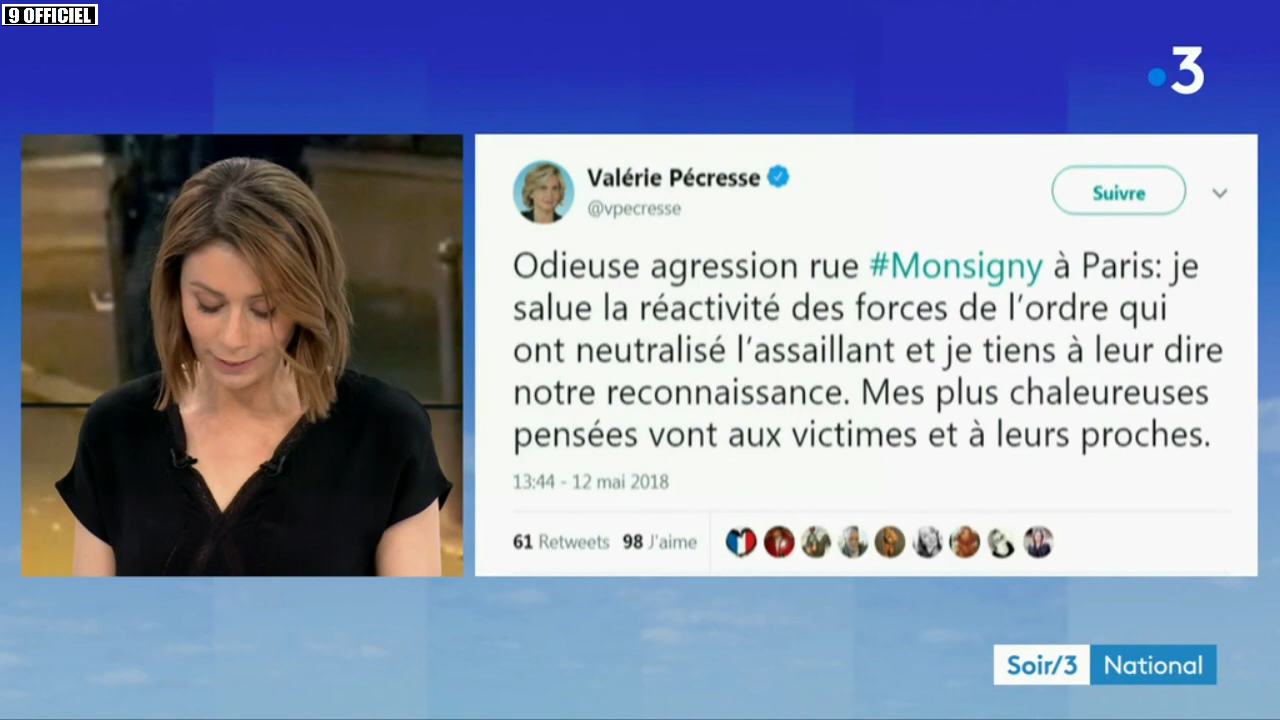 9 OFFICIEL
3
Valérie Pécresse
@vpecresse
Suivre
Odieuse agression rue #Monsigny à Paris: je
salue la réactivité des forces de l'ordre qui
ont neutralisé l'assaillant et je tiens à leur dire
notre reconnaissance. Mes plus chaleureuses
pensées vont aux victimes et à leurs proches.
13:44 - 12 mai 2018
61 Retweets 98 J'aime
Soir/3 National